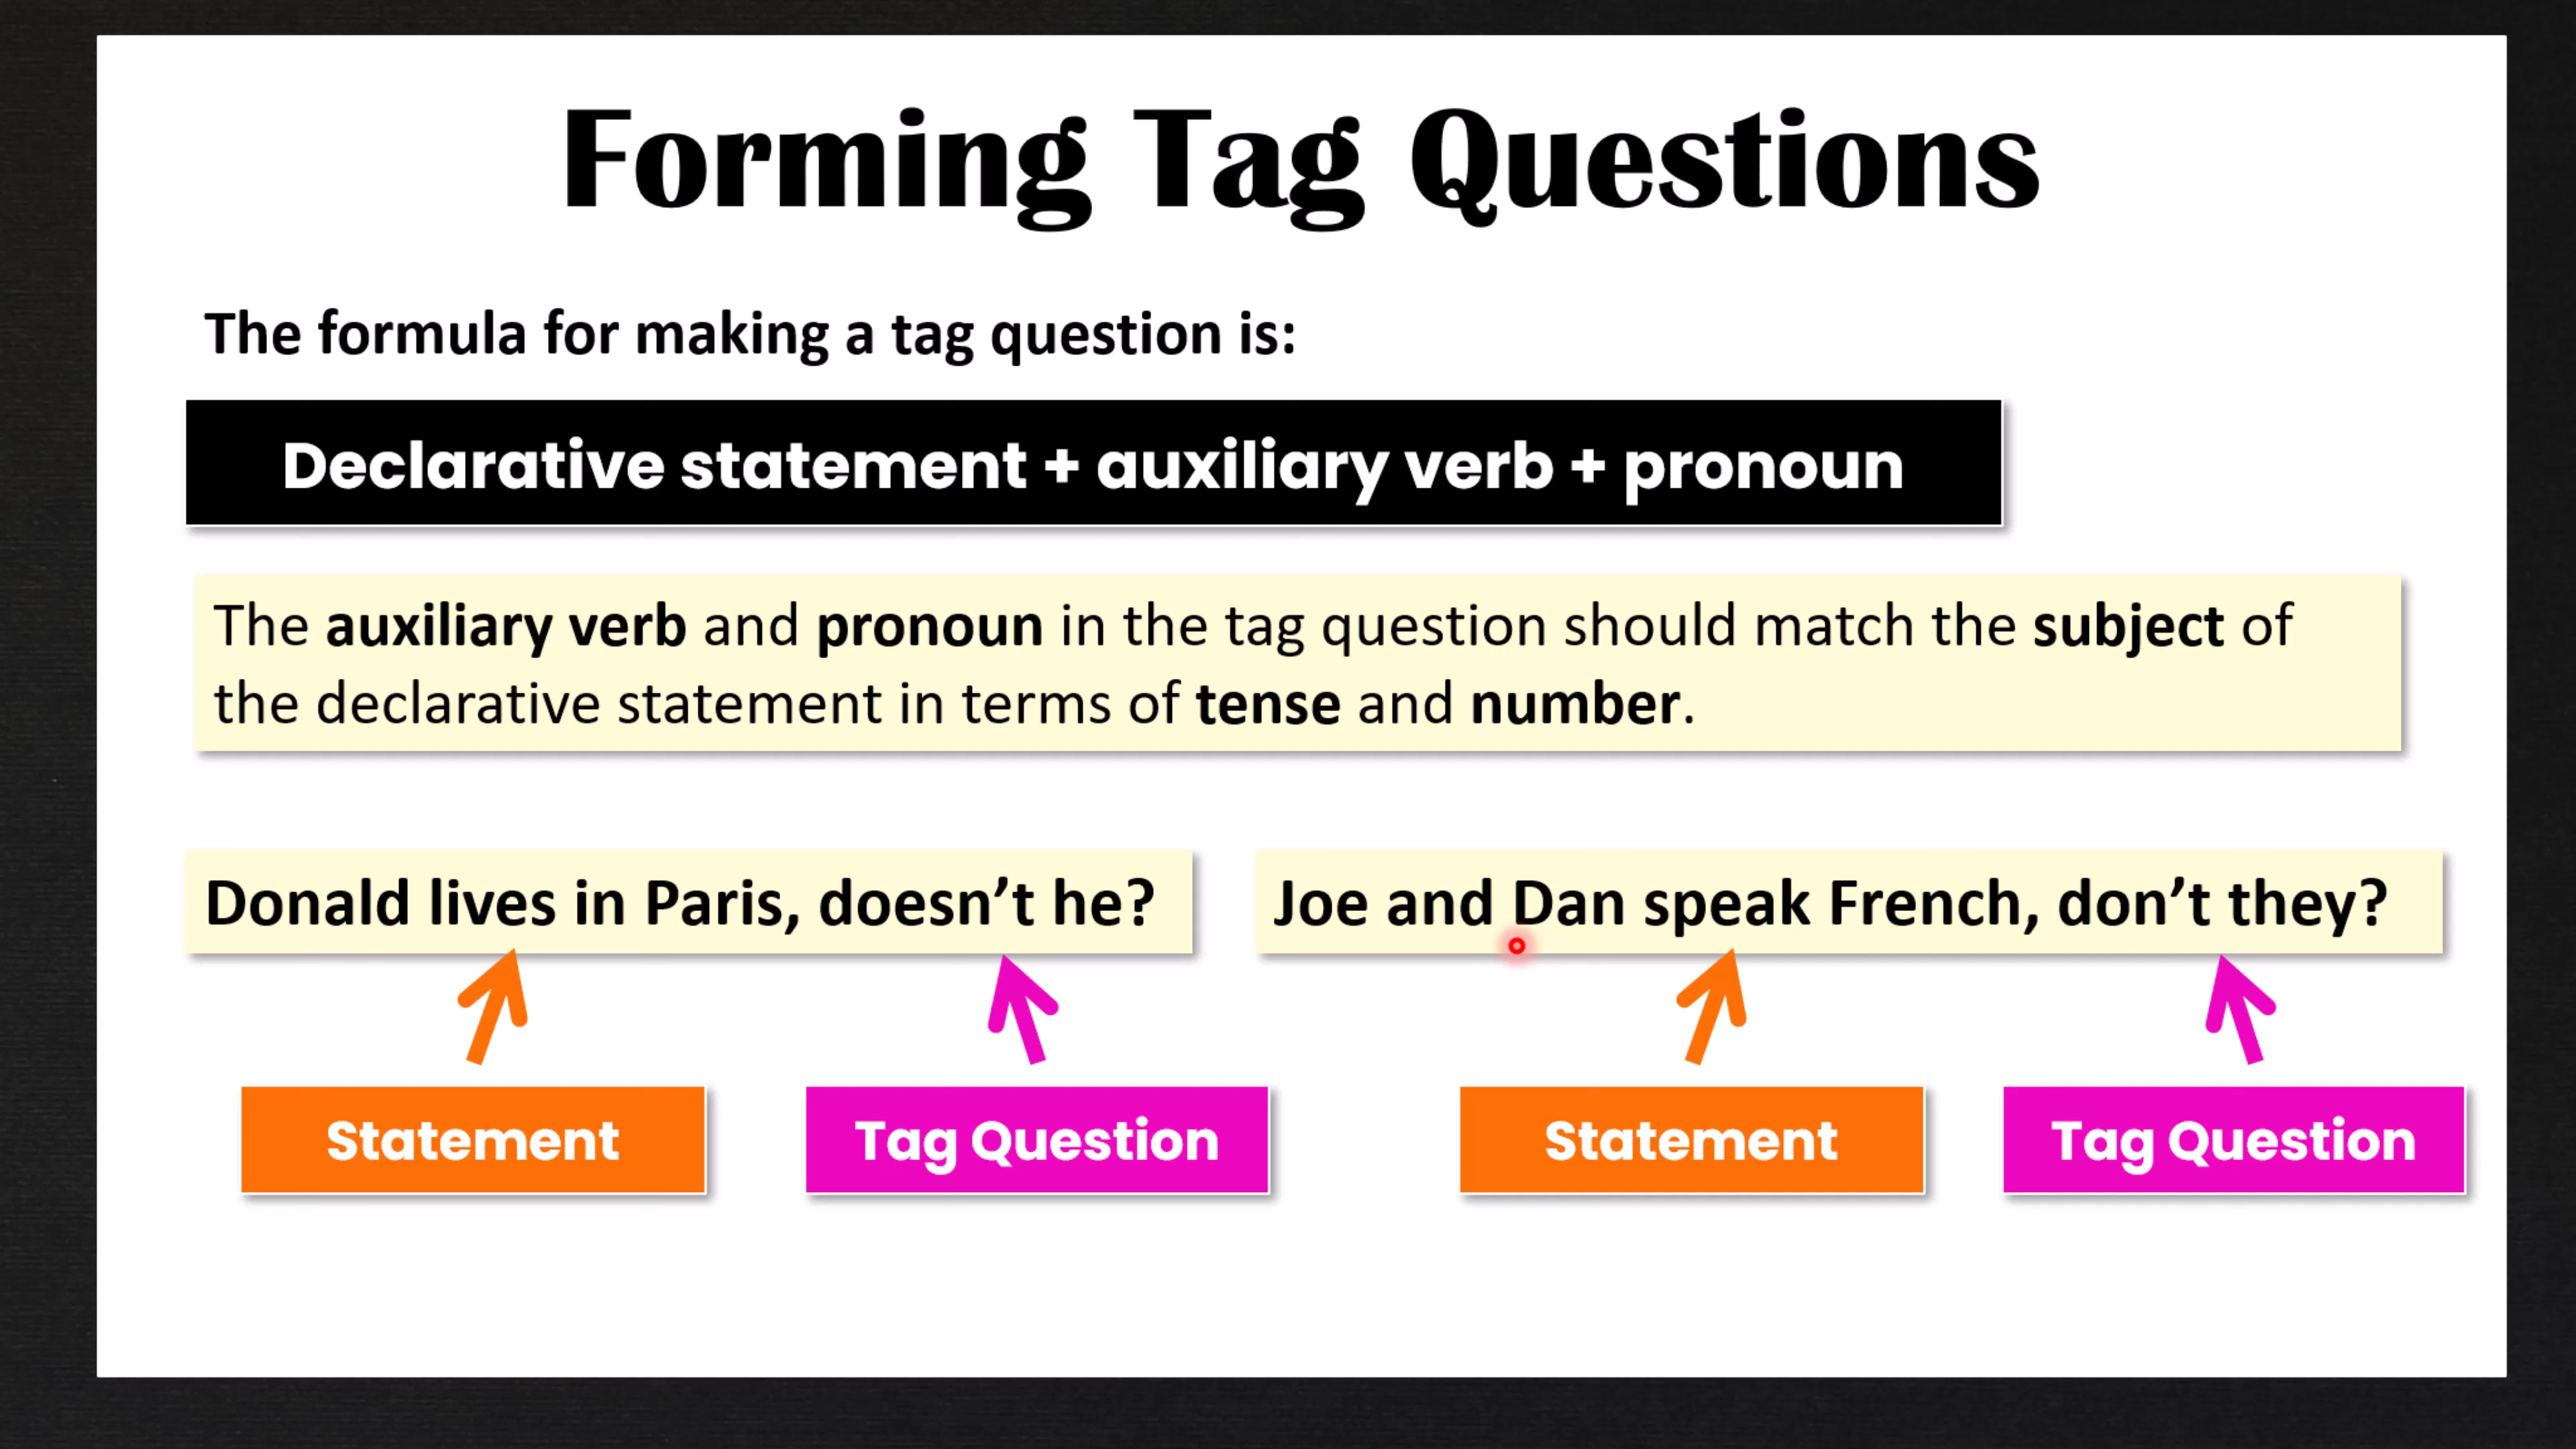 Forming Tag Questions
The formula for making a tag question is:
Declarative statement + auxiliary verb + pronoun
The auxiliary verb and pronoun in the tag question should match the subject of
the declarative statement in terms of tense and number.
Donald lives in Paris, doesn’t he?
Joe and Dan speak French, don’t they?
Statement
Tag Question
Statement
Tag Question